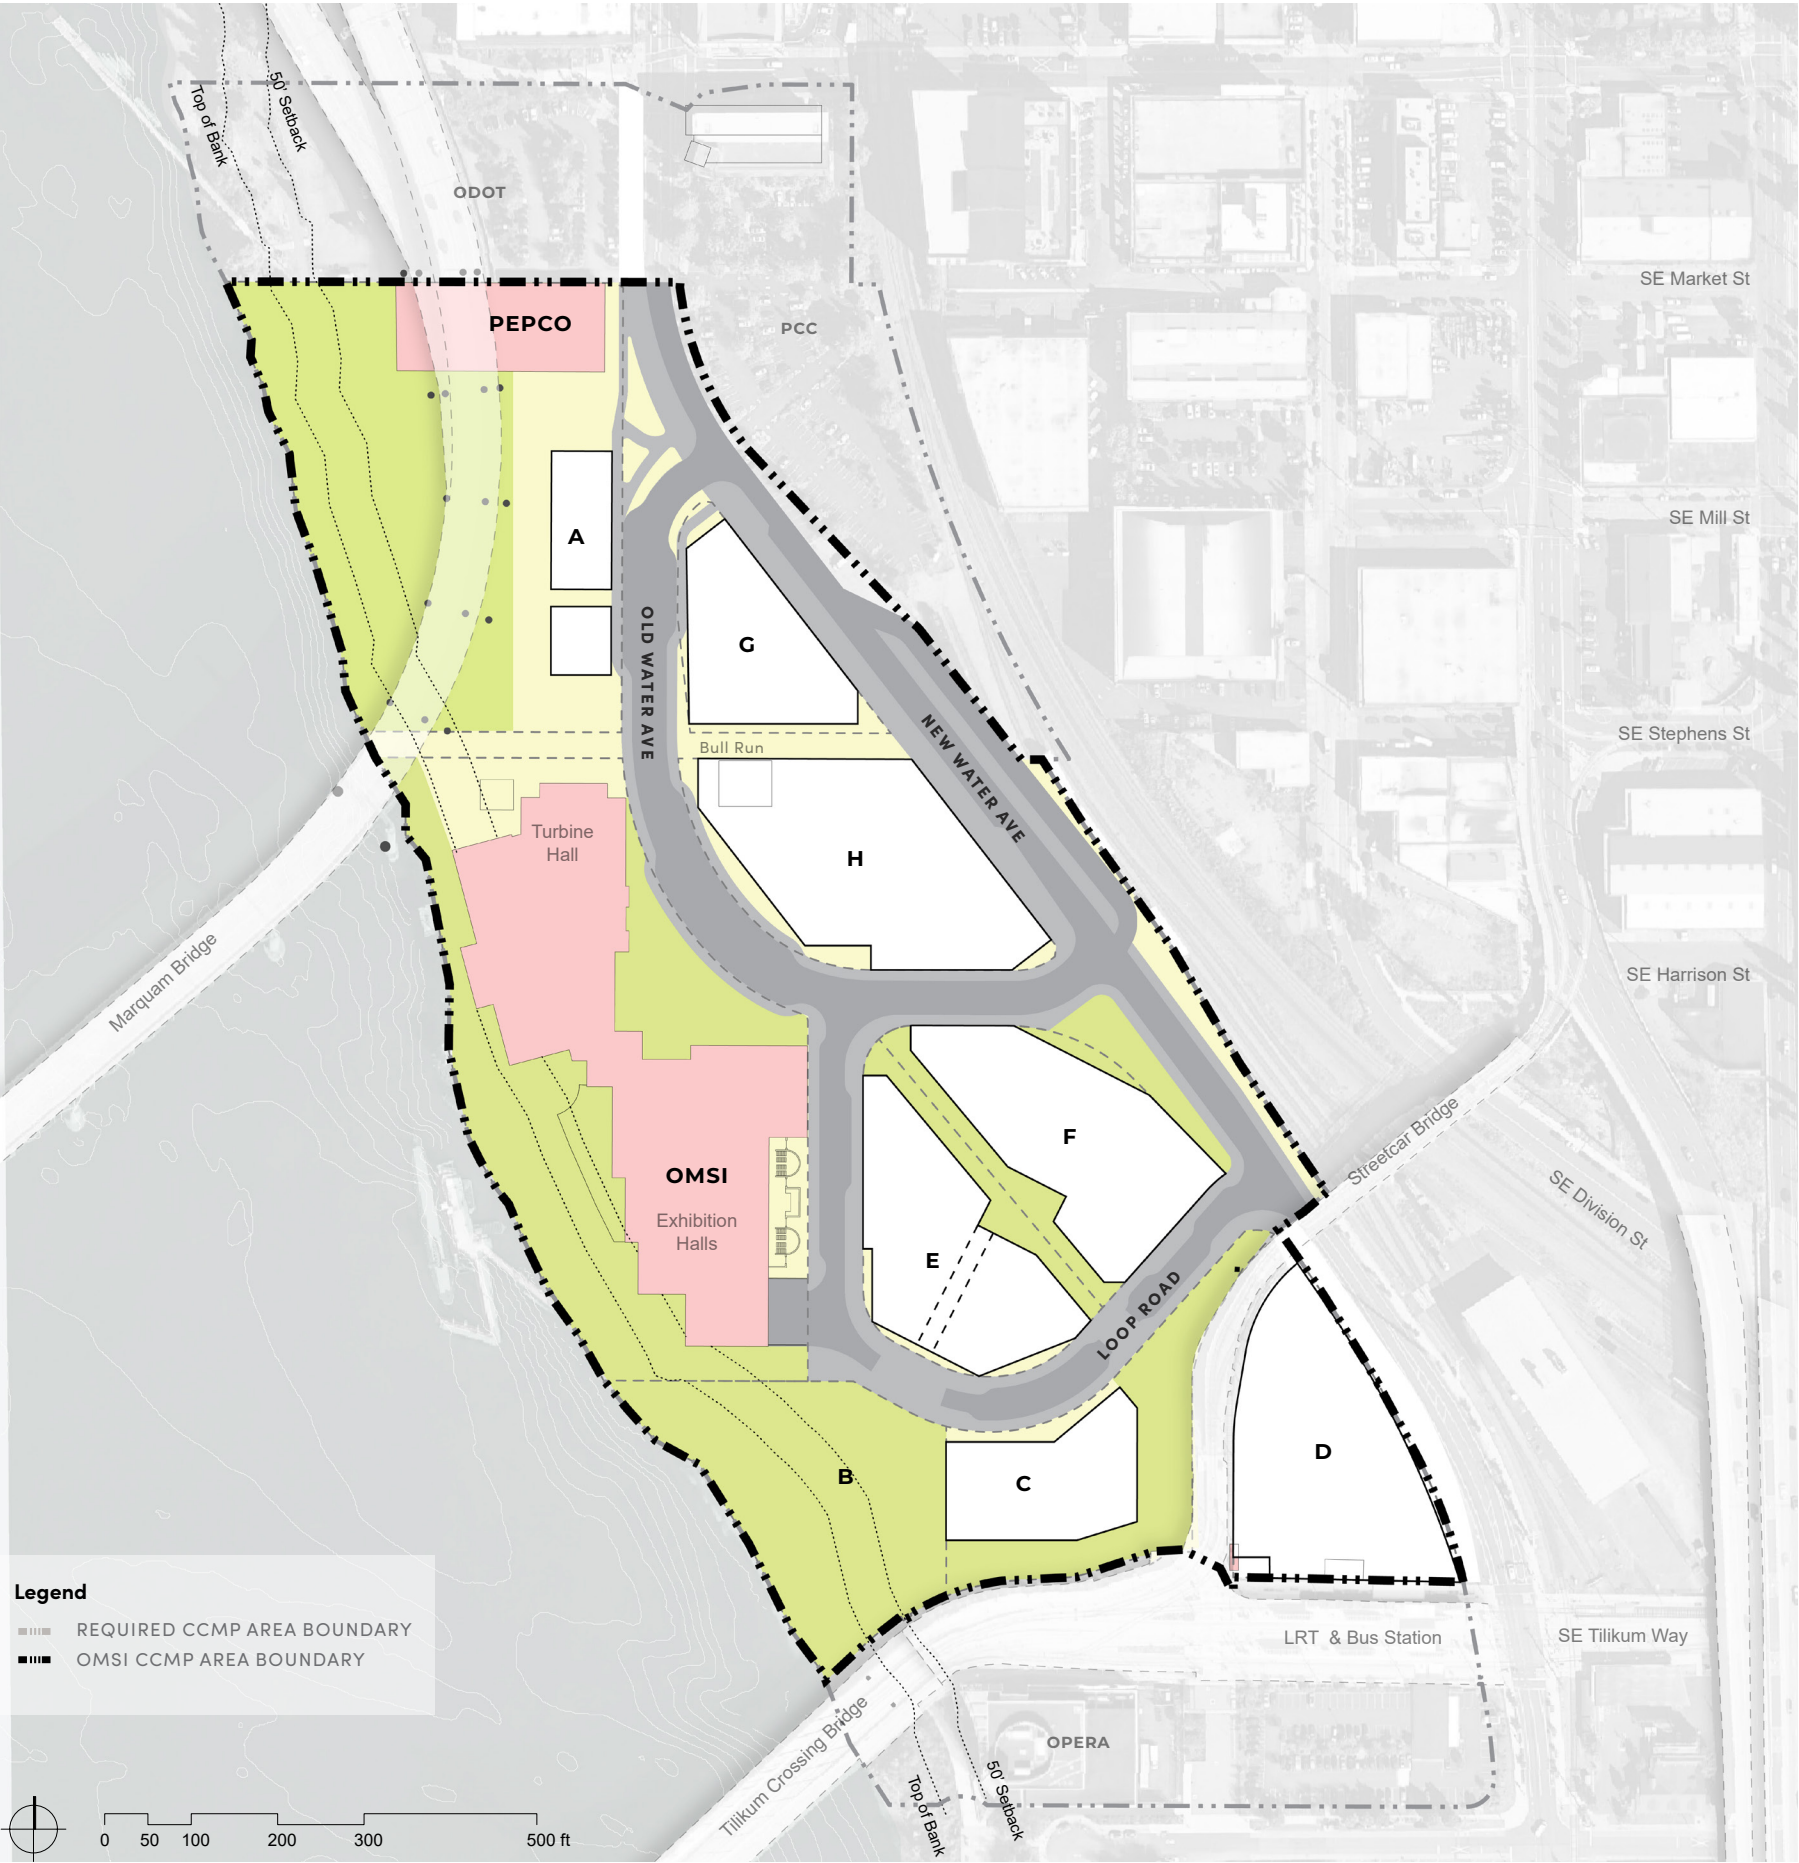 Top of Bank
50' Setback
ODOT
SE Market St
PEPCO
PCC
SE Mill St
A
OLD WATER AVE
G
NEW WATER AVE
SE Stephens St
Bull Run
Turbine
Hall
H
Marquam Bridge
SE Harrison St
F
Streetcar Bridge
OMSI
Exhibition
Halls
SE Division St
E
LOOP ROAD
D
B
C
Legend
REQUIRED CCMP AREA BOUNDARY
OMSI CCMP AREA BOUNDARY
LRT & Bus Station
SE Tilikum Way
Tilikum Crossing Bridge
OPERA
Top of Bank
50' Setback
0 50 100 200 300 500 ft